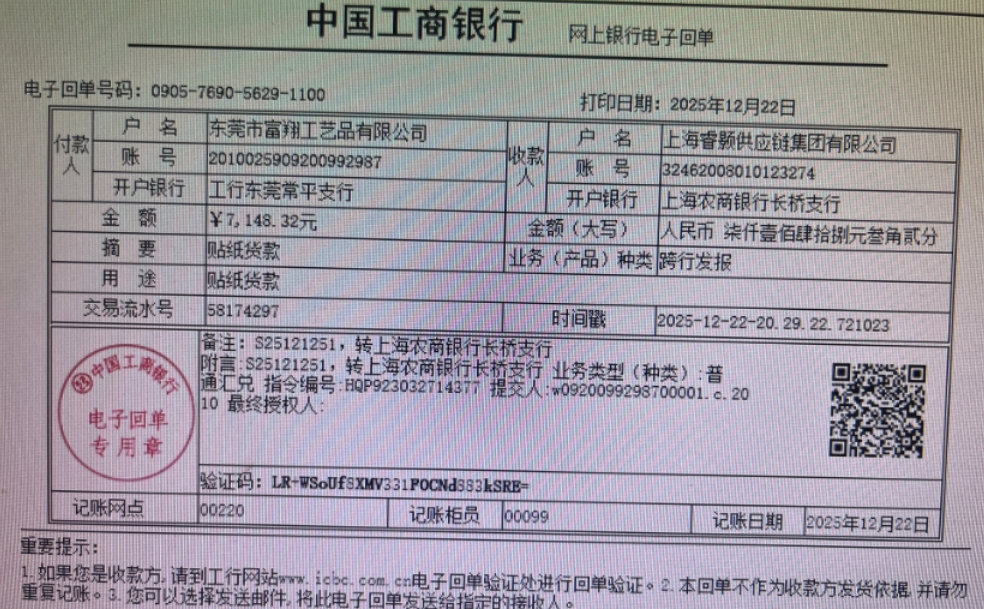 中国工商银行 网上银行电子回单
电子回单号码：0905-7690-5629-1100 打印日期：2025年12月22日
付款人 户 名 东莞市富翔工艺品有限公司 收款人 户 名 上海睿颢供应链集团有限公司
账 号 2010025909200992987 账 号 32462008010123274
开户银行 工行东莞常平支行 开户银行 上海农商银行长桥支行
金 额 ￥7,148.32元 金额（大写） 人民币 柒仟壹佰肆拾捌元叁角贰分
摘 要 贴纸货款 业务（产品）种类 跨行发报
用 途 贴纸货款
交易流水号 58174297 时间戳 2025-12-22-20.29.22.721023
备注：S25121251，转上海农商银行长桥支行
附言:S25121251，转上海农商银行长桥支行 业务类型（种类）:普
通汇兑 指令编号:HQP923032714377 提交人:w0920099298700001.c.20
10 最终授权人:
中国工商银行
电子回单
专用章
验证码：LR+WSoUfSXMV331POCNdS83kSRE=
记账网点 00220 记账柜员 00099 记账日期 2025年12月22日
重要提示：
1.如果您是收款方,请到工行网站www.icbc.com.cn电子回单验证处进行回单验证。2.本回单不作为收款方发货依据,并请勿
重复记账。3.您可以选择发送邮件,将此电子回单发送给指定的接收人。